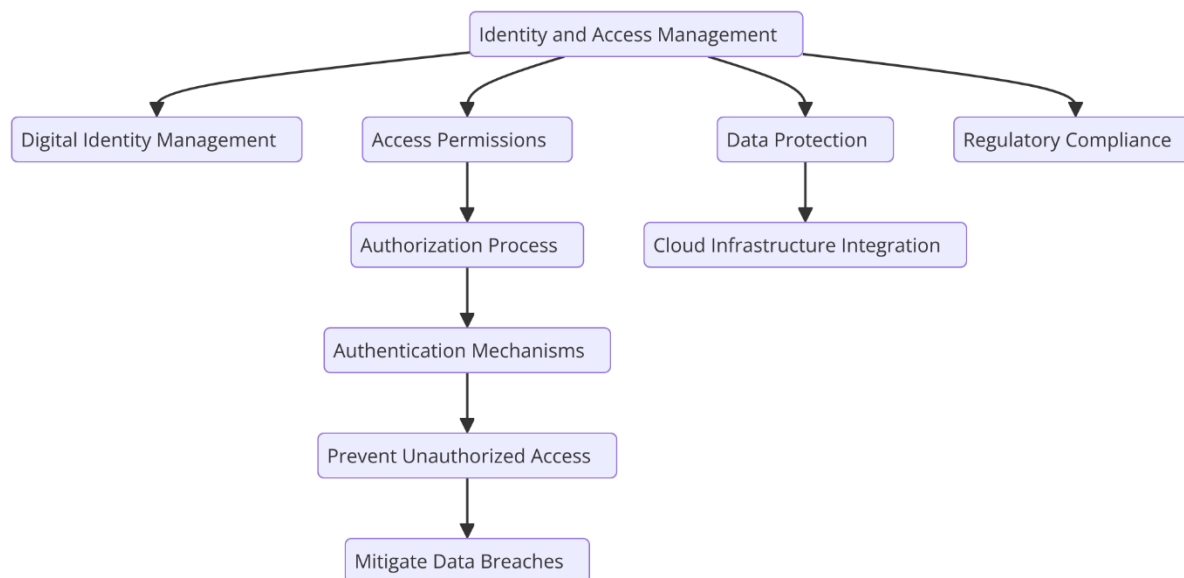 Identity and Access Management
Digital Identity Management
Access Permissions
Data Protection
Regulatory Compliance
Authorization Process
Cloud Infrastructure Integration
Authentication Mechanisms
Prevent Unauthorized Access
Mitigate Data Breaches